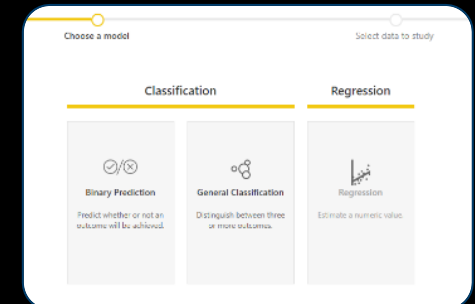 Choose a model
Select data to study
Classification
Regression
Binary Prediction
Predict whether or not an
outcome will be achieved.
General Classification
Distinguish between three
or more outcomes.
Regression
Estimate a numeric value.